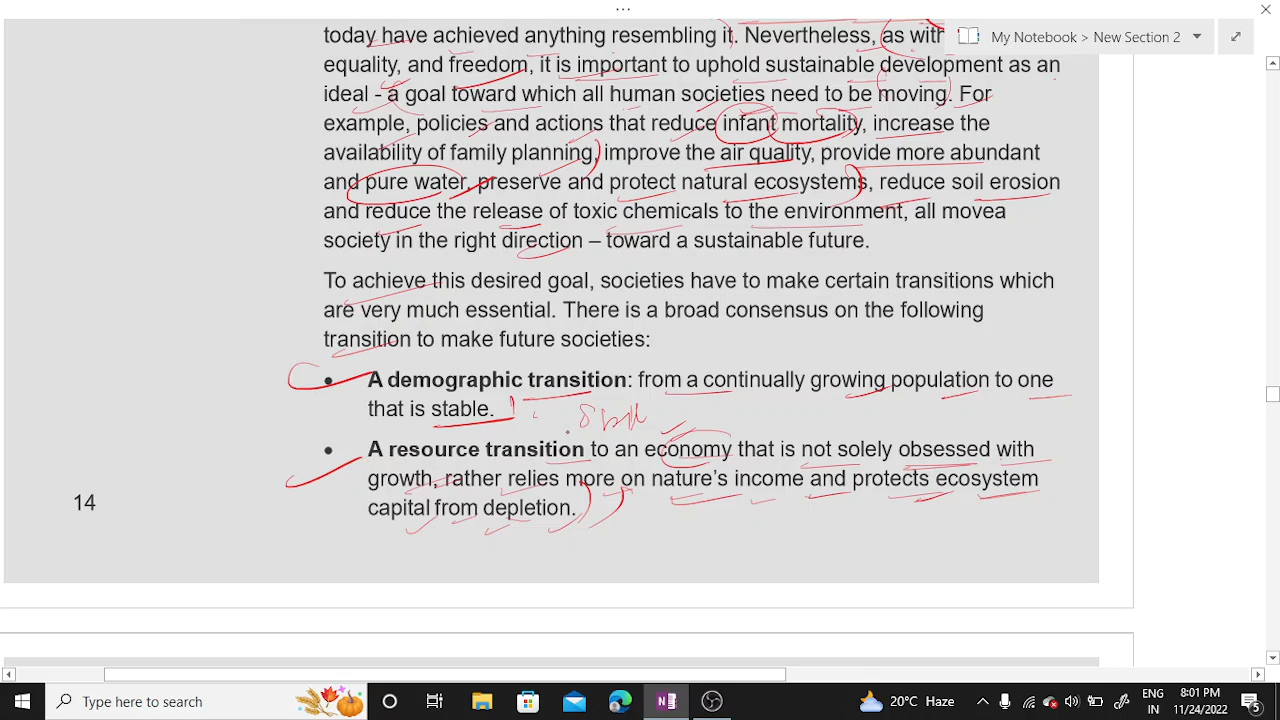 today have achieved anything resembling it. Nevertheless, as with
My Notebook > New Section 2
equality, and freedom, it is important to uphold sustainable development as an
ideal - a goal toward which all human societies need to be moving. For
example, policies and actions that reduce infant mortality, increase the
availability of family planning, improve the air quality, provide more abundant
and pure water, preserve and protect natural ecosystems, reduce soil erosion
and reduce the release of toxic chemicals to the environment, all movea
society in the right direction – toward a sustainable future.
To achieve this desired goal, societies have to make certain transitions which
are very much essential. There is a broad consensus on the following
transition to make future societies:
• A demographic transition: from a continually growing population to one
that is stable.
• A resource transition to an economy that is not solely obsessed with
growth, rather relies more on nature's income and protects ecosystem
capital from depletion.
14
Type here to search
20°C Haze
ENG
IN
8:01 PM
11/24/2022
5